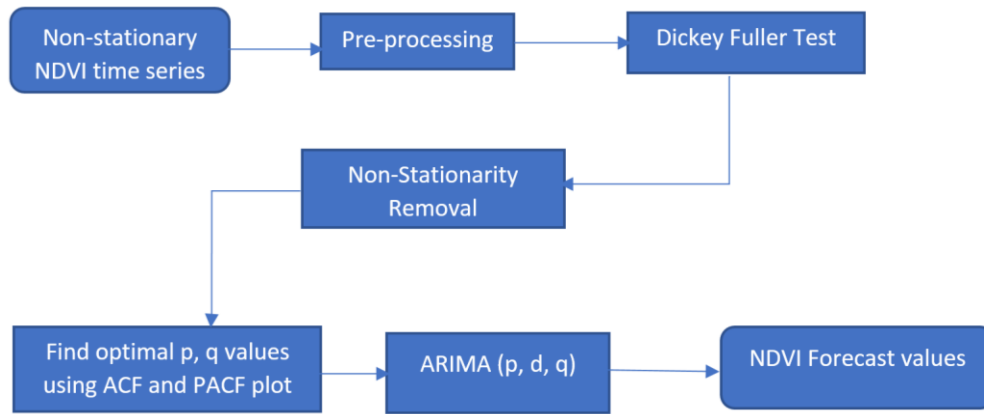 Non-stationary
NDVI time series
Pre-processing
Dickey Fuller Test
Non-Stationarity
Removal
Find optimal p, q values
using ACF and PACF plot
ARIMA (p, d, q)
NDVI Forecast values